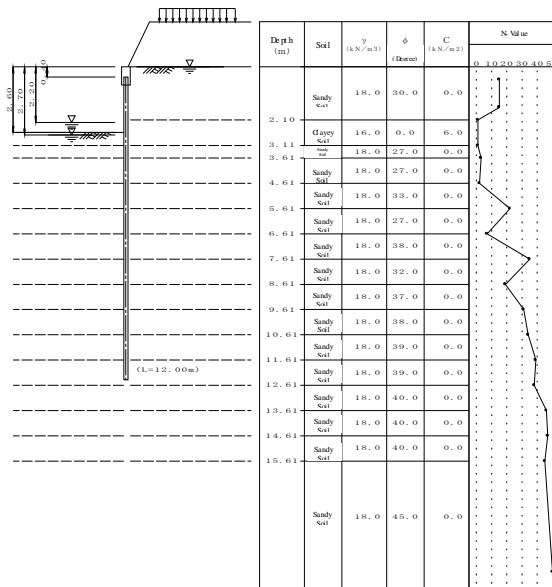 Depth (m) Soil γ (kN/m3) φ (Degree) C (kN/m2) N-Value
0 10 20 30 40 5
2.60
2.70
2.20
Sandy Soil 18.0 30.0 0.0
2.10
Clayey Soil 16.0 0.0 6.0
3.11
Sandy Soil 18.0 27.0 0.0
3.61
Sandy Soil 18.0 27.0 0.0
4.61
Sandy Soil 18.0 33.0 0.0
5.61
Sandy Soil 18.0 27.0 0.0
6.61
Sandy Soil 18.0 38.0 0.0
7.61
Sandy Soil 18.0 32.0 0.0
8.61
Sandy Soil 18.0 37.0 0.0
9.61
Sandy Soil 18.0 38.0 0.0
10.61
Sandy Soil 18.0 39.0 0.0
11.61
(L=12.00m)
Sandy Soil 18.0 39.0 0.0
12.61
Sandy Soil 18.0 40.0 0.0
13.61
Sandy Soil 18.0 40.0 0.0
14.61
Sandy Soil 18.0 40.0 0.0
15.61
Sandy Soil 18.0 45.0 0.0